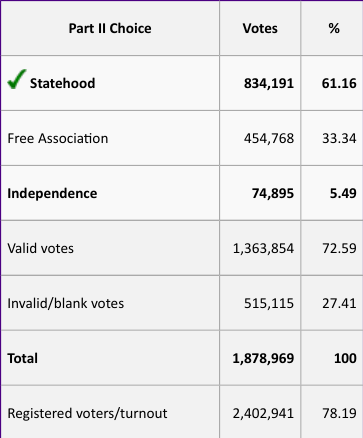 Part II Choice Votes %
Statehood 834,191 61.16
Free Association 454,768 33.34
Independence 74,895 5.49
Valid votes 1,363,854 72.59
Invalid/blank votes 515,115 27.41
Total 1,878,969 100
Registered voters/turnout 2,402,941 78.19